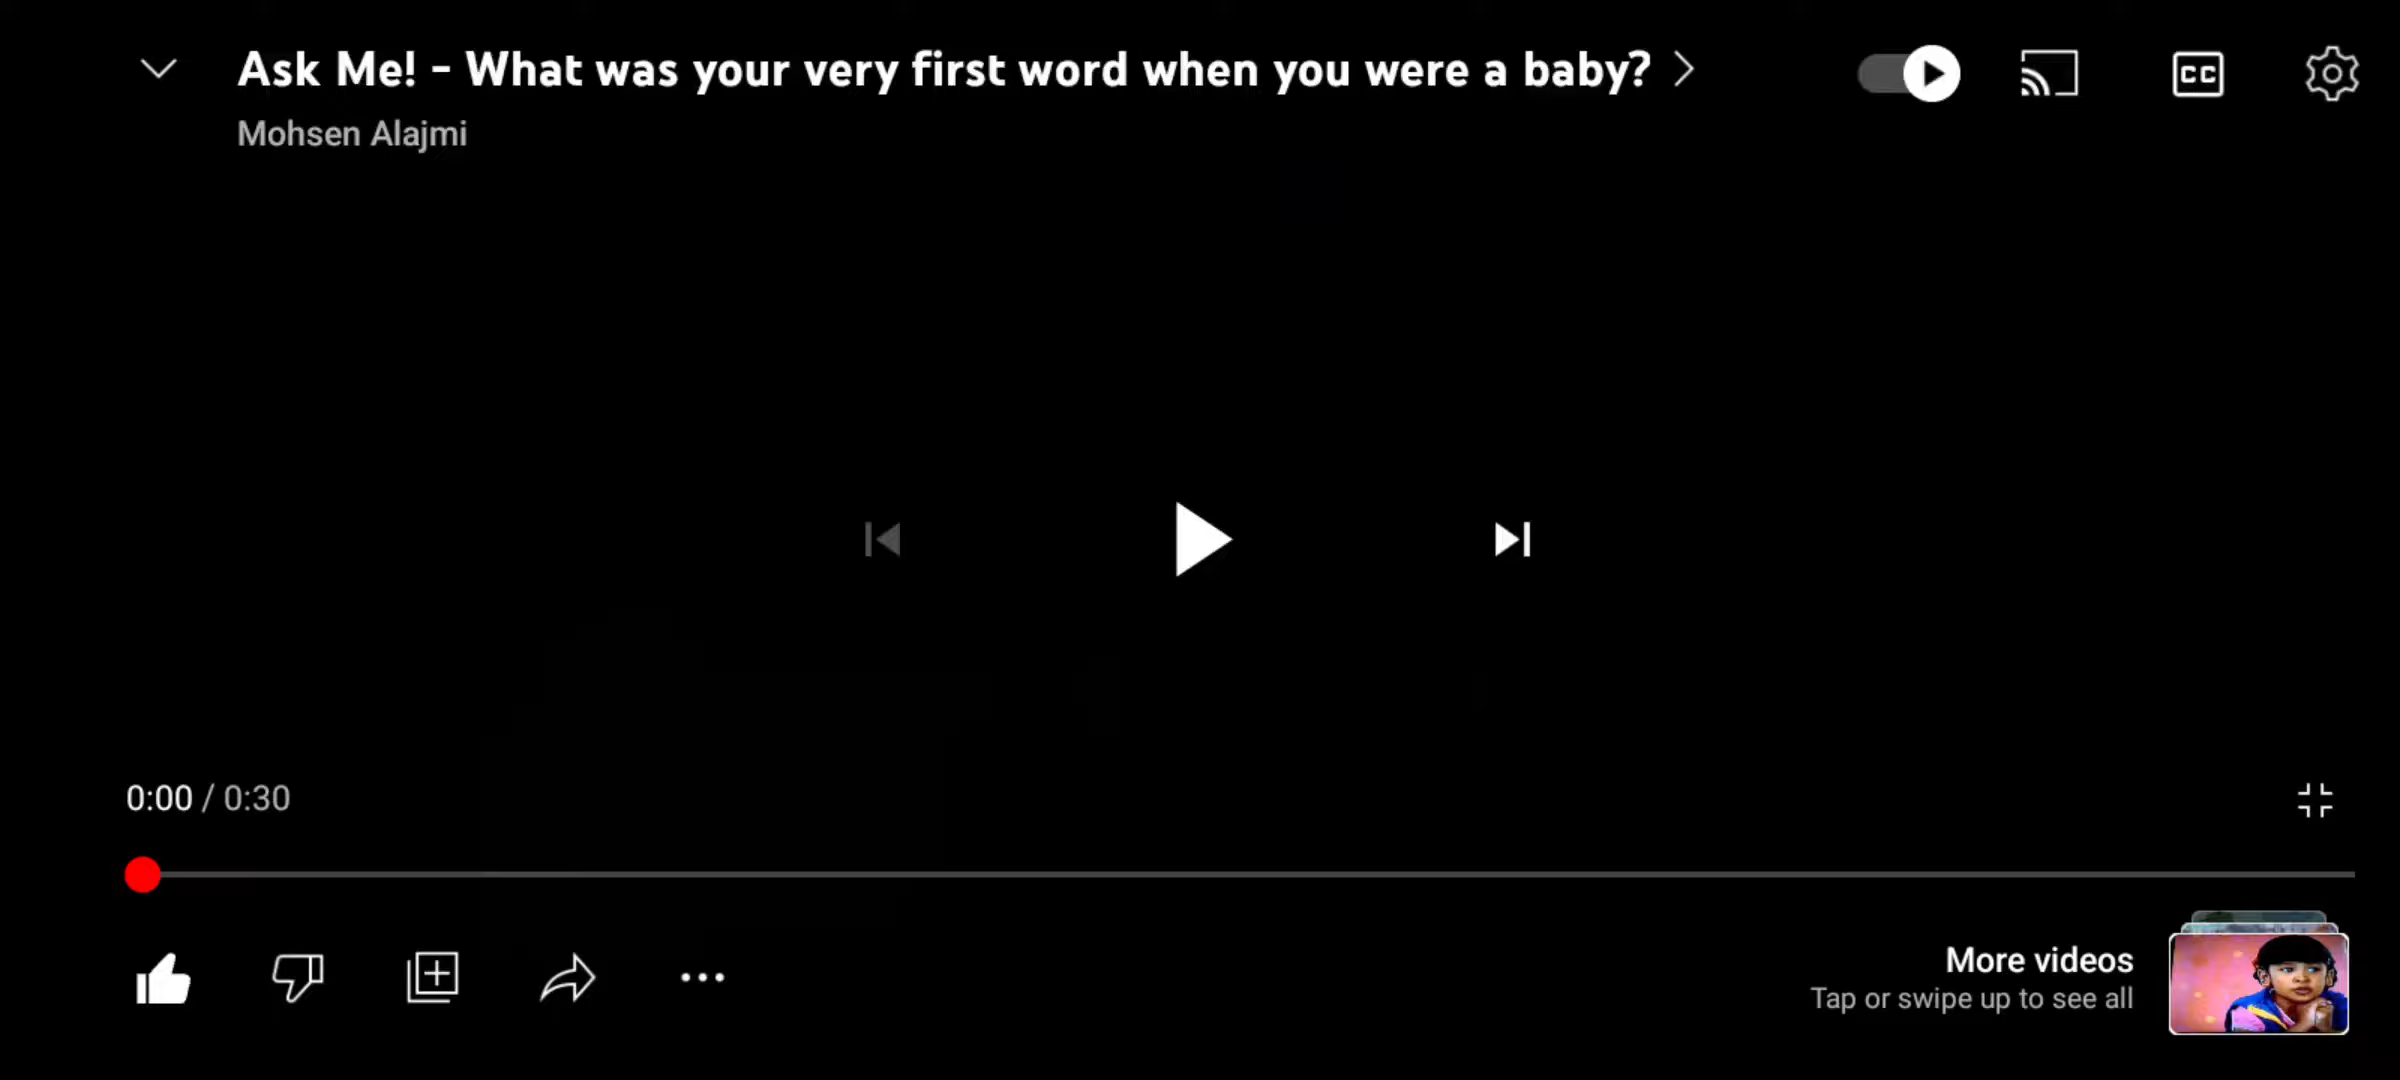 Ask Me! - What was your very first word when you were a baby?
Mohsen Alajmi
CC
0:00 / 0:30
More videos
Tap or swipe up to see all